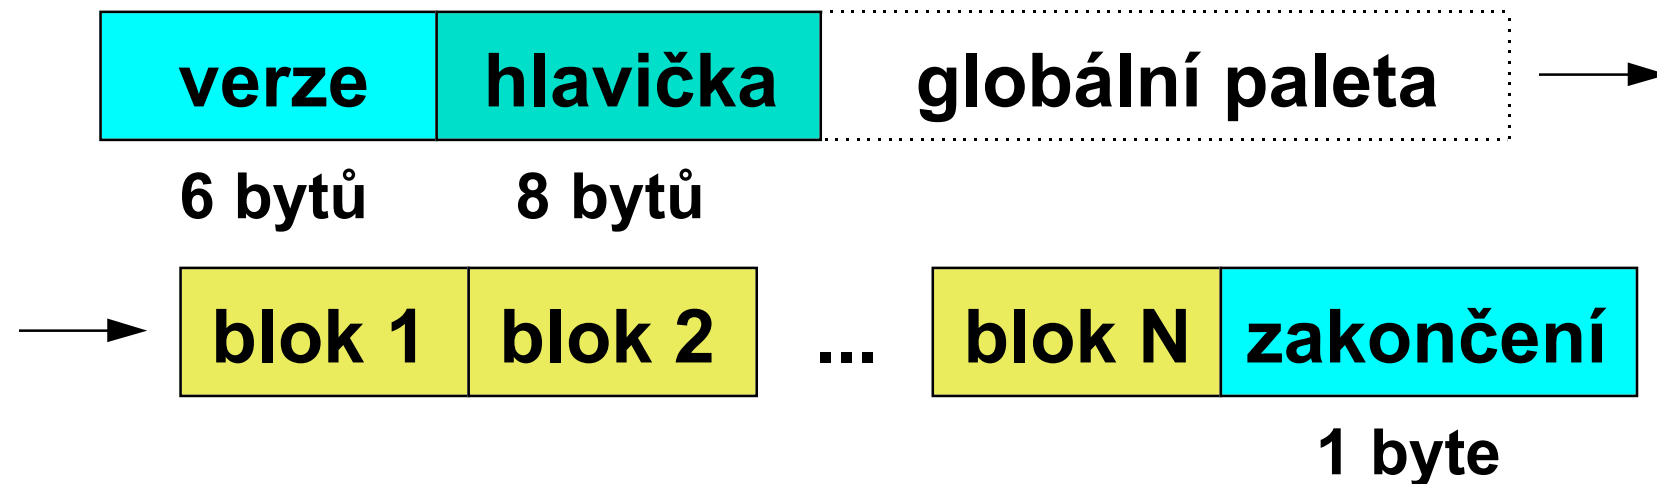 verze hlavička globální paleta
6 bytů 8 bytů
blok 1 blok 2 ... blok N zakončení
1 byte